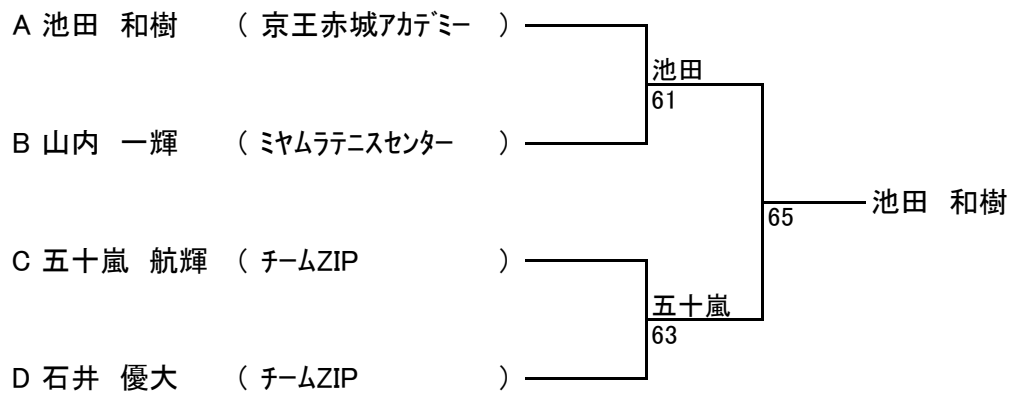 A 池田　和樹　（ 京王赤城ｱｶﾃﾞﾐｰ ）
池田
61
B 山内　一輝　（ ﾐﾔﾑﾗﾃﾆｽｾﾝﾀｰ ）
池田　和樹
65
C 五十嵐　航輝　（ ﾁｰﾑZIP ）
五十嵐
63
D 石井　優大　（ ﾁｰﾑZIP ）